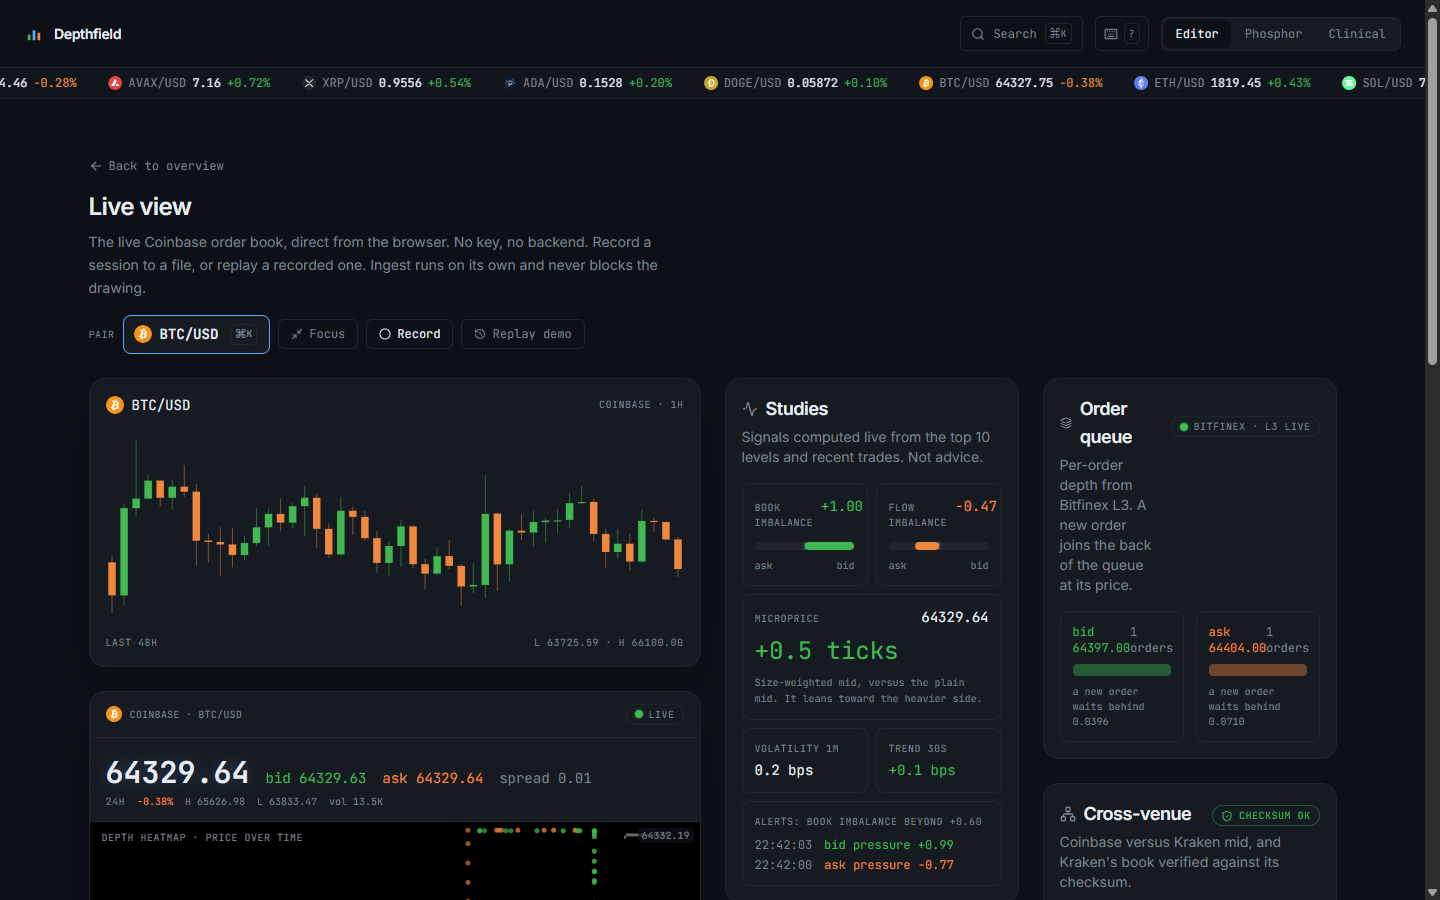 Depthfield
Search ⌘K
?
Editor Phosphor Clinical
4.46 -0.28% AVAX/USD 7.16 +0.72% XRP/USD 0.9556 +0.54% ADA/USD 0.1528 +0.20% DOGE/USD 0.05872 +0.10% BTC/USD 64327.75 -0.38% ETH/USD 1819.45 +0.43% SOL/USD 7
← Back to overview
Live view
The live Coinbase order book, direct from the browser. No key, no backend. Record a
session to a file, or replay a recorded one. Ingest runs on its own and never blocks the
drawing.
PAIR BTC/USD ⌘K Focus Record Replay demo
BTC/USD COINBASE · 1H
LAST 48H L 63725.59 · H 66100.00
COINBASE · BTC/USD LIVE
64329.64 bid 64329.63 ask 64329.64 spread 0.01
24H -0.38% H 65626.98 L 63833.47 vol 13.5K
DEPTH HEATMAP · PRICE OVER TIME 64332.19
Studies
Signals computed live from the top 10
levels and recent trades. Not advice.
BOOK IMBALANCE +1.00
ask bid
FLOW IMBALANCE -0.47
ask bid
MICROPRICE 64329.64
+0.5 ticks
Size-weighted mid, versus the plain
mid. It leans toward the heavier side.
VOLATILITY 1M
0.2 bps
TREND 30S
+0.1 bps
ALERTS: BOOK IMBALANCE BEYOND +0.60
22:42:03 bid pressure +0.99
22:42:00 ask pressure -0.77
Order
queue
BITFINEX · L3 LIVE
Per-order
depth from
Bitfinex L3. A
new order
joins the back
of the queue
at its price.
bid 1
64397.00 orders
a new order
waits behind
0.0396
ask 1
64404.00 orders
a new order
waits behind
0.0710
Cross-venue CHECKSUM OK
Coinbase versus Kraken mid, and
Kraken's book verified against its
checksum.